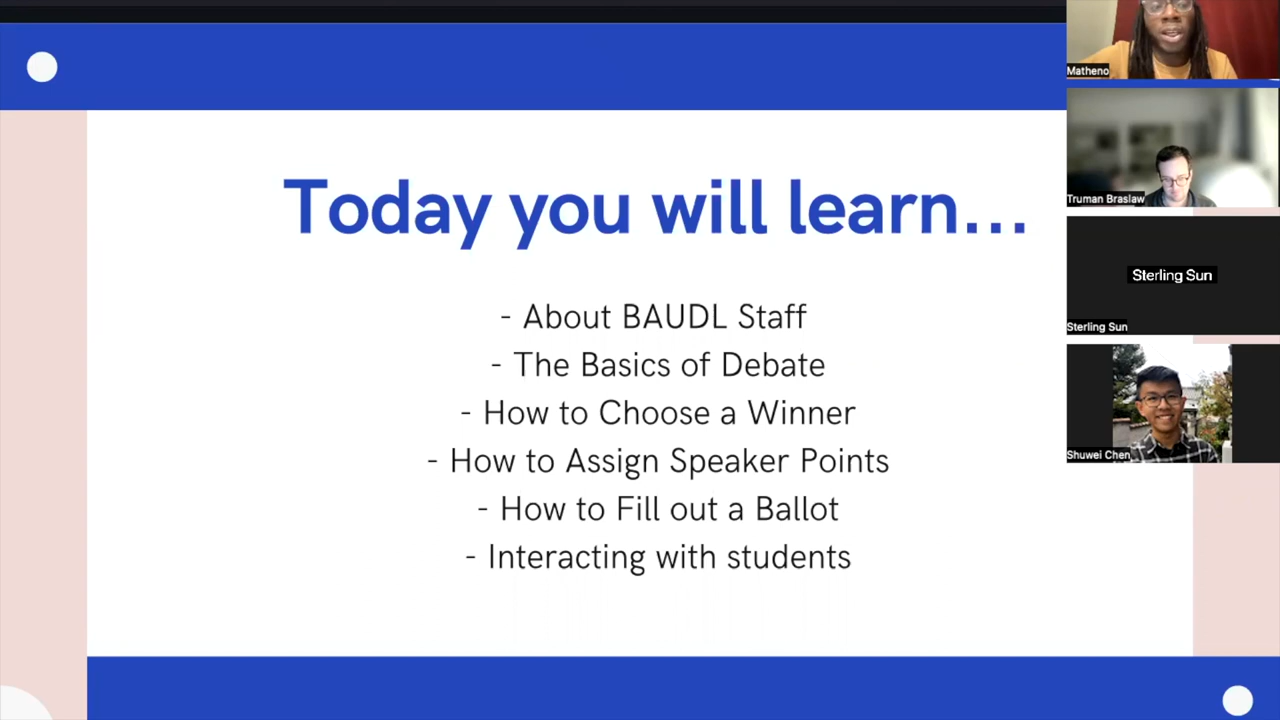 Today you will learn...
- About BAUDL Staff
- The Basics of Debate
- How to Choose a Winner
- How to Assign Speaker Points
- How to Fill out a Ballot
- Interacting with students
Matheno
Truman Braslaw
Sterling Sun
Sterling Sun
Shuwei Chen